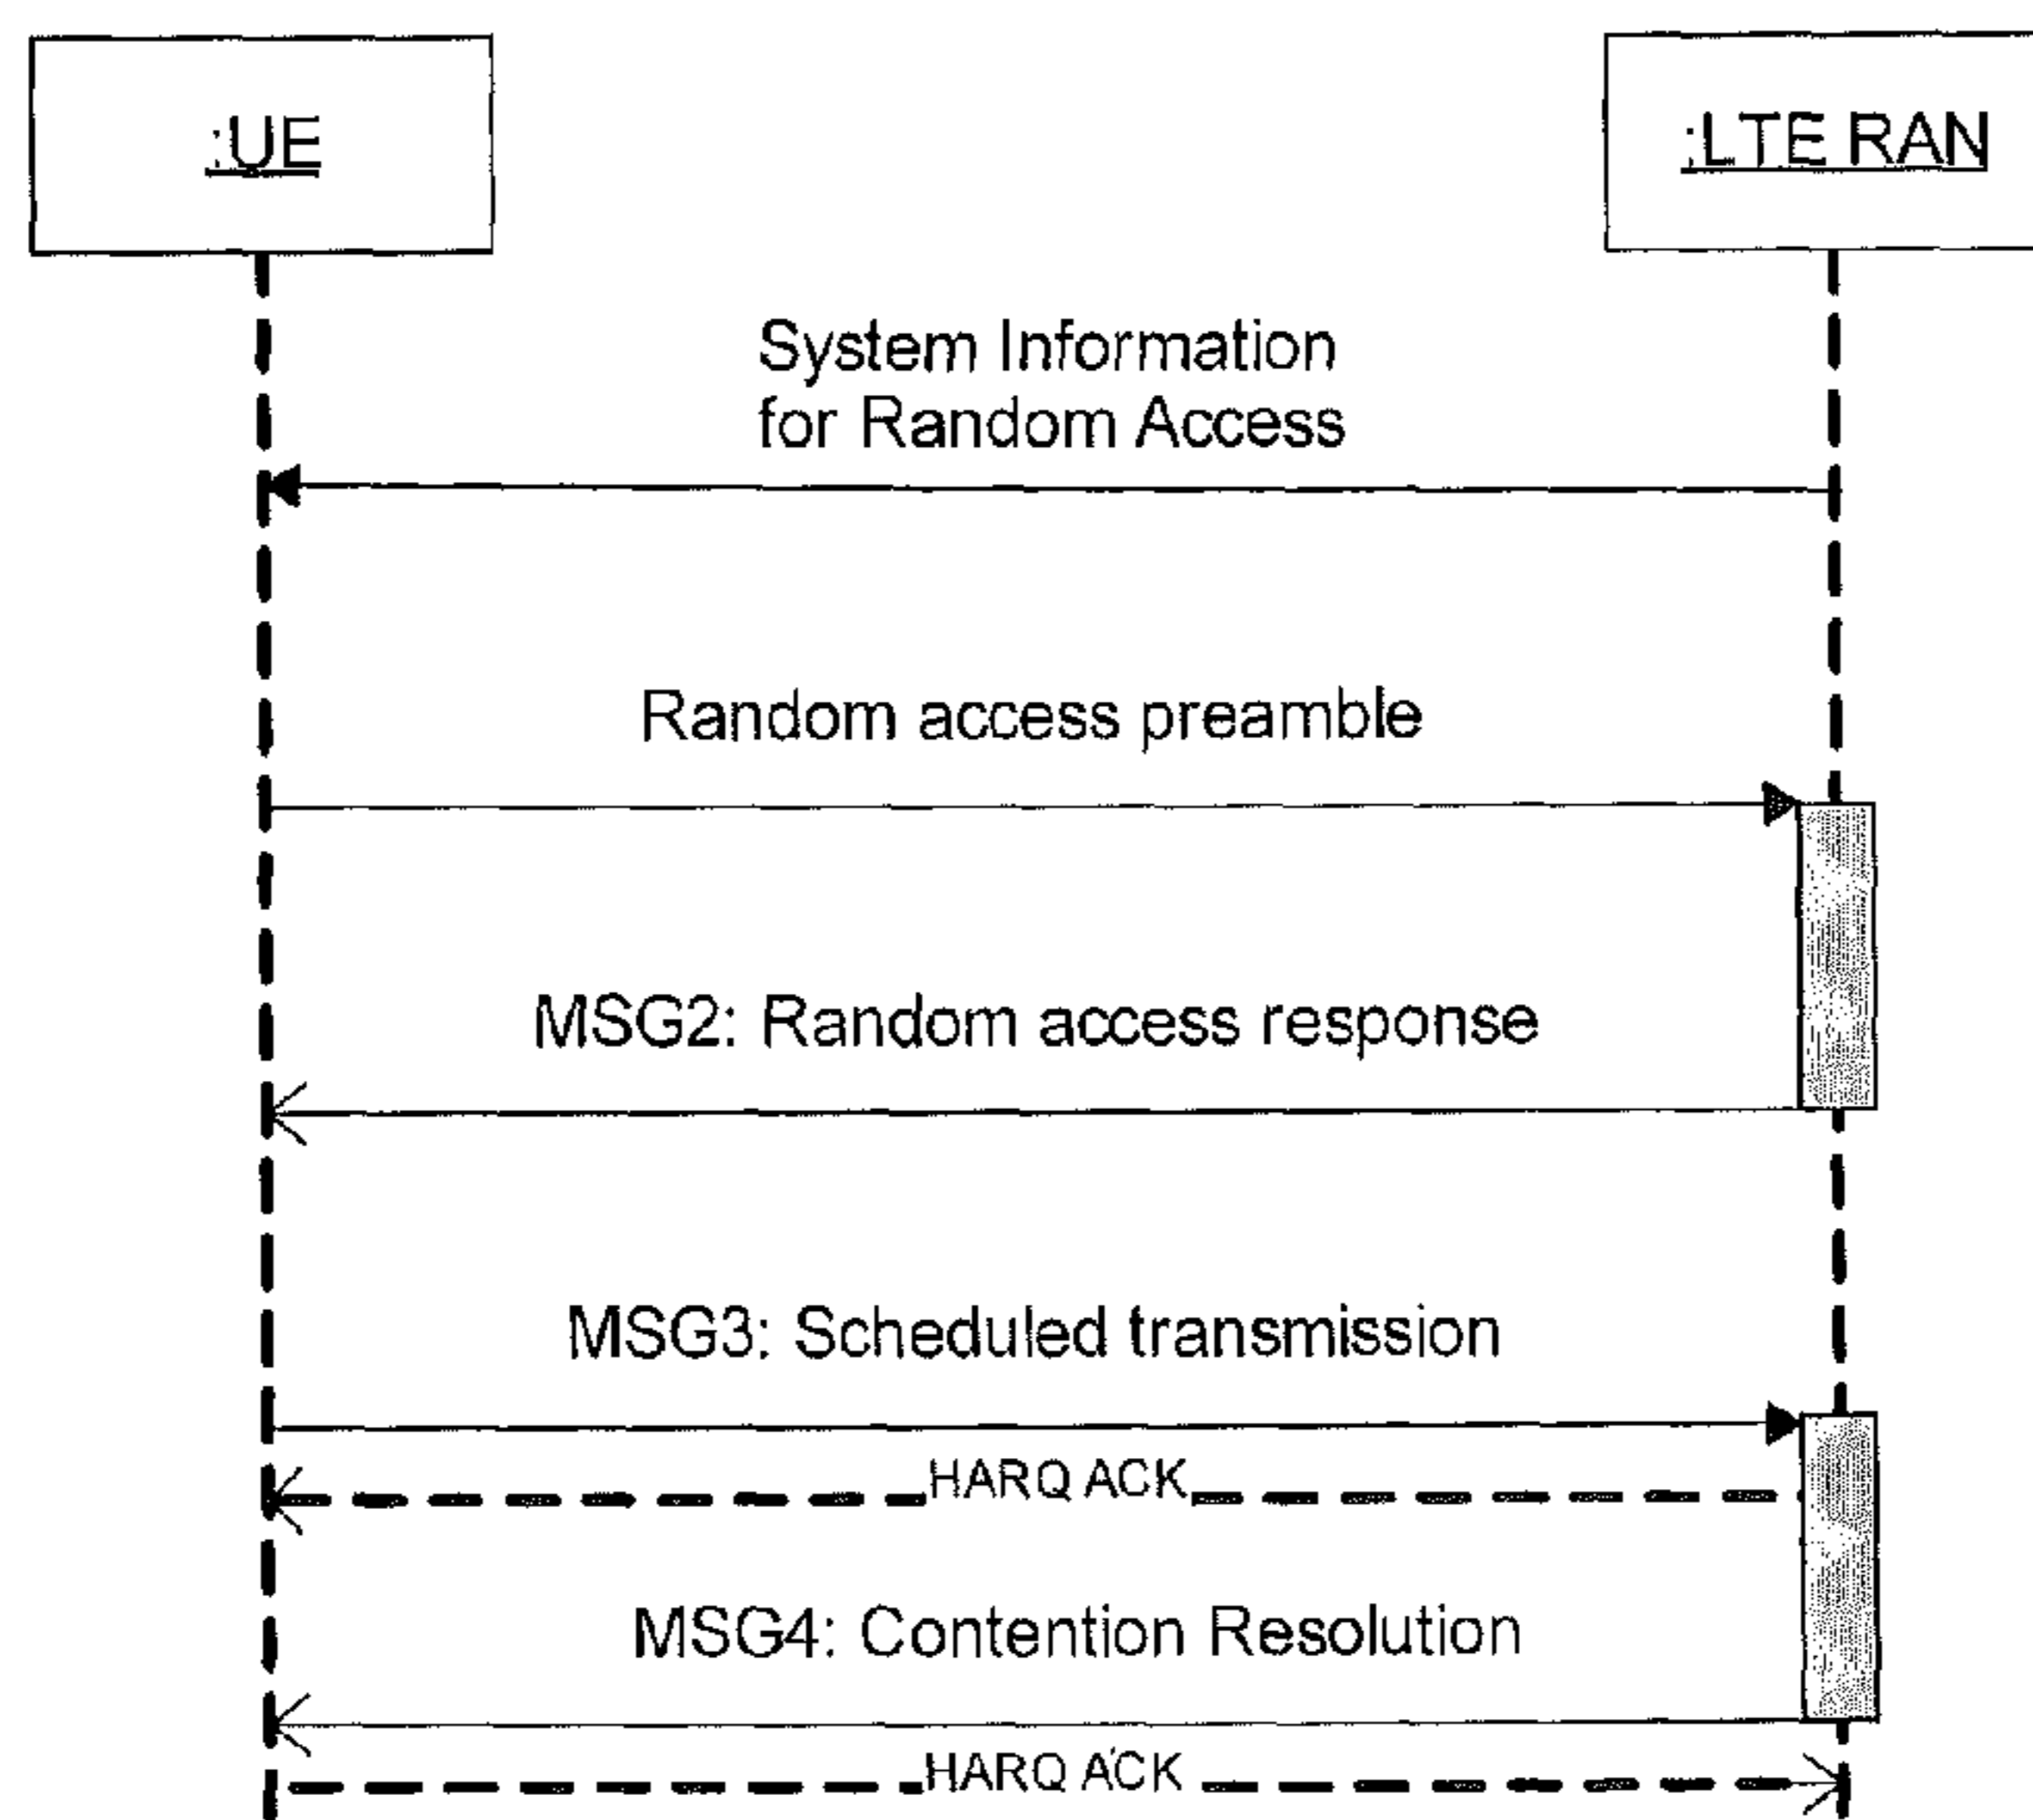 :UE
:LTE RAN
System Information
for Random Access
Random access preamble
MSG2: Random access response
MSG3: Scheduled transmission
HARQ ACK
MSG4: Contention Resolution
HARQ ACK